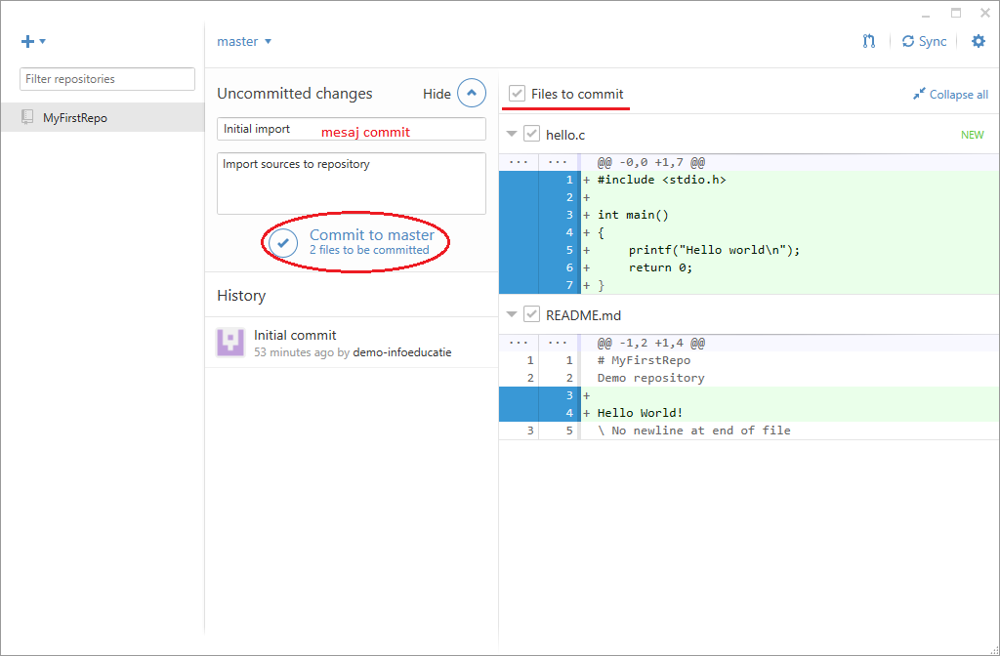 master
Sync
Filter repositories
MyFirstRepo
Uncommitted changes
Hide
Initial import
mesaj commit
Import sources to repository
Commit to master
2 files to be committed
History
Initial commit
53 minutes ago by demo-infoeducatie
Files to commit
Collapse all
hello.c
NEW
... ... @@ -0,0 +1,7 @@
1 + #include <stdio.h>
2 +
3 + int main()
4 + {
5 + printf("Hello world\n");
6 + return 0;
7 + }
README.md
... ... @@ -1,2 +1,4 @@
1 1 # MyFirstRepo
2 2 Demo repository
3 +
4 + Hello World!
3 5 \ No newline at end of file